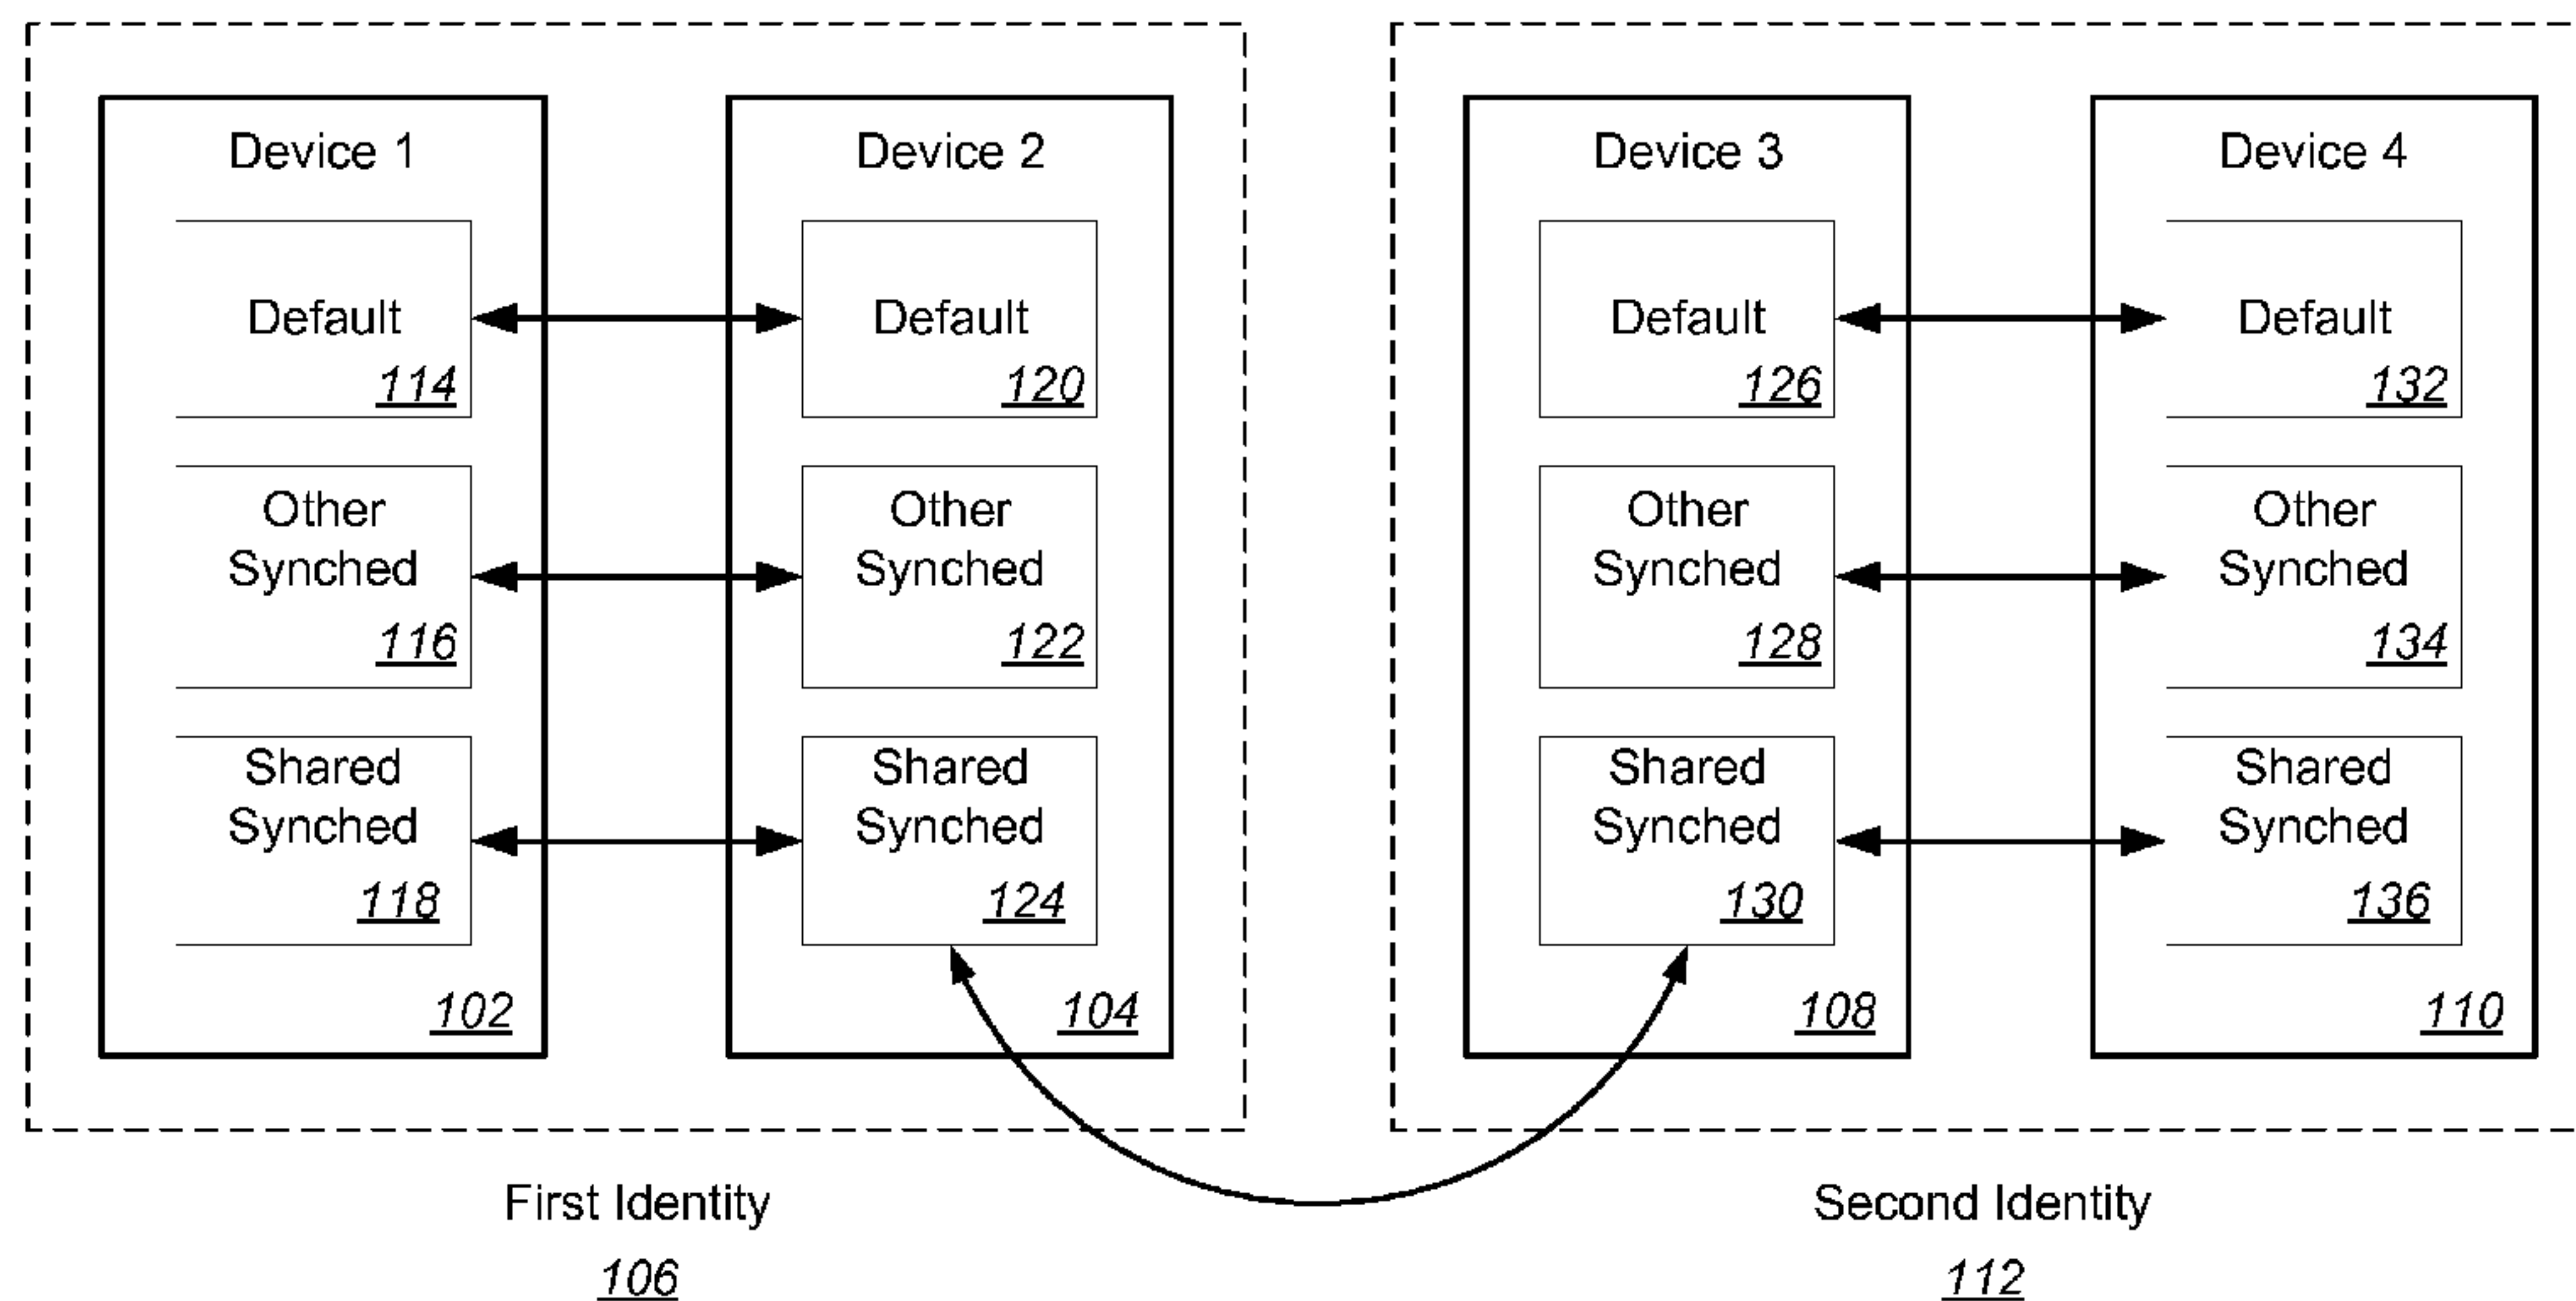 Device 1
Default
114
Other
Synched
116
Shared
Synched
118
102
Device 2
Default
120
Other
Synched
122
Shared
Synched
124
104
First Identity
106
Device 3
Default
126
Other
Synched
128
Shared
Synched
130
108
Device 4
Default
132
Other
Synched
134
Shared
Synched
136
110
Second Identity
112